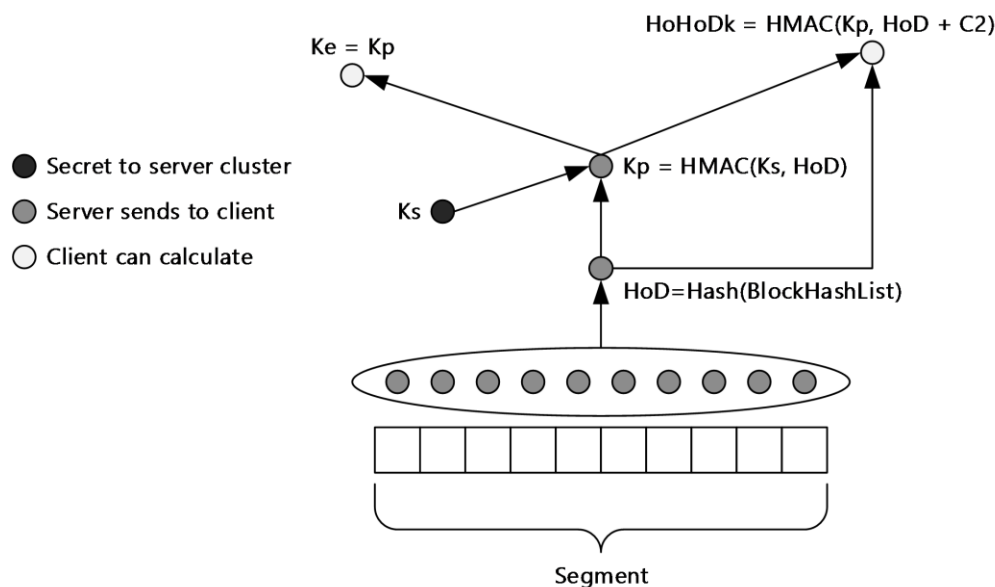 HoHoDk = HMAC(Kp, HoD + C2)
Ke = Kp
Secret to server cluster
Kp = HMAC(Ks, HoD)
Server sends to client
Ks
Client can calculate
HoD=Hash(BlockHashList)
Segment